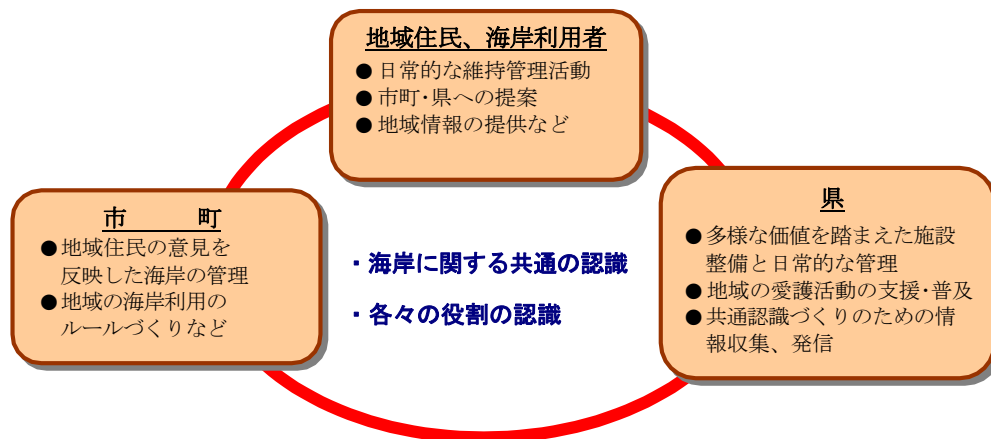 地域住民、海岸利用者
● 日常的な維持管理活動
● 市町・県への提案
● 地域情報の提供など
市　　　町
● 地域住民の意見を
反映した海岸の管理
● 地域の海岸利用の
ルールづくりなど
・海岸に関する共通の認識
・各々の役割の認識
県
● 多様な価値を踏まえた施設
整備と日常的な管理
● 地域の愛護活動の支援・普及
● 共通認識づくりのための情
報収集、発信